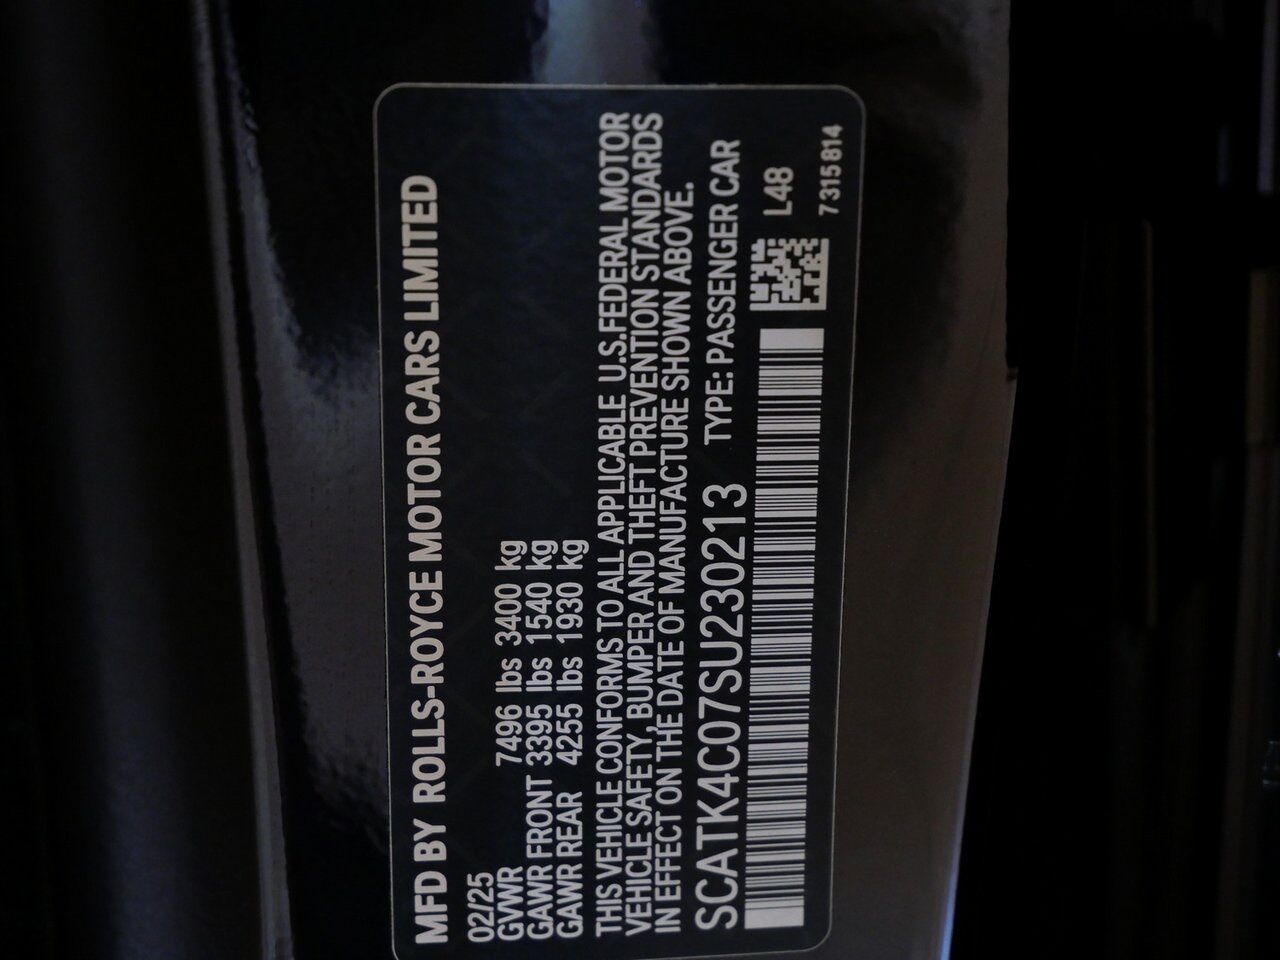 MFD BY ROLLS-ROYCE MOTOR CARS LIMITED
02/25
GVWR 7496 lbs 3400 kg
GAWR FRONT 3395 lbs 1540 kg
GAWR REAR 4255 lbs 1930 kg
THIS VEHICLE CONFORMS TO ALL APPLICABLE U.S.FEDERAL MOTOR
VEHICLE SAFETY, BUMPER AND THEFT PREVENTION STANDARDS
IN EFFECT ON THE DATE OF MANUFACTURE SHOWN ABOVE.
SCATK4C07SU230213 TYPE: PASSENGER CAR
L48
7315814